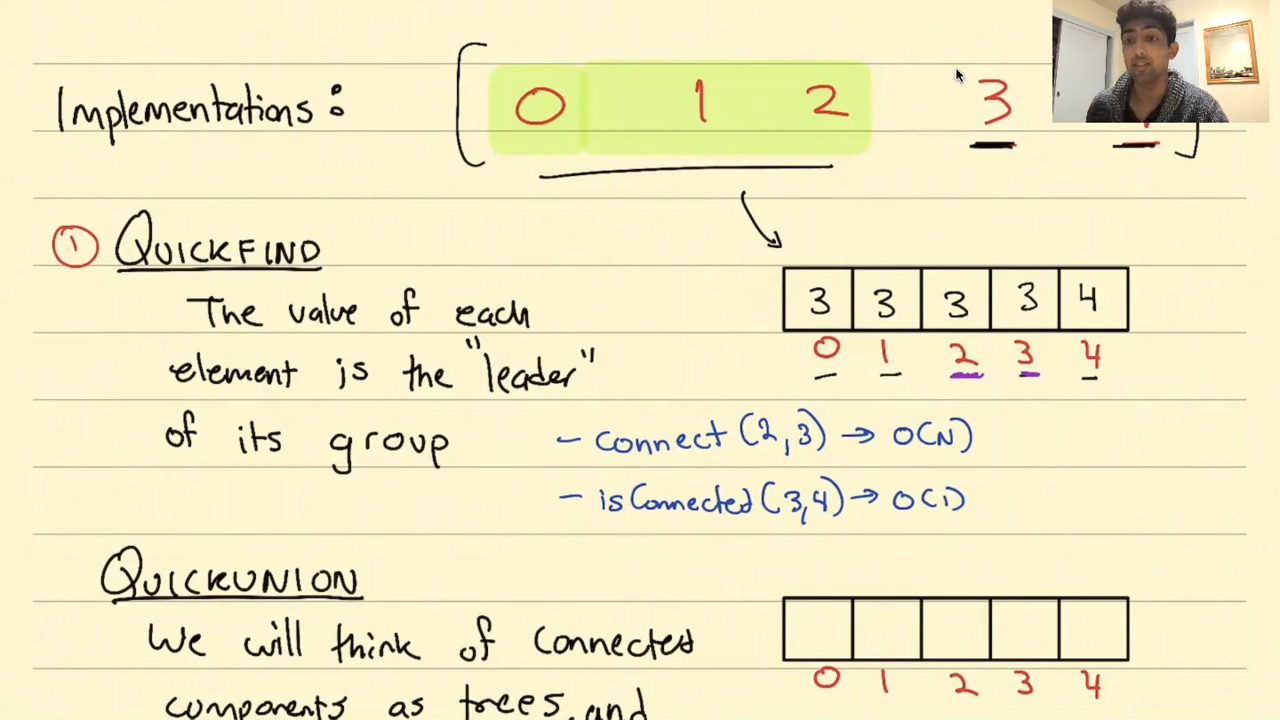 Implementations: [ 0 1 2 3 ]
① QUICKFIND
The value of each
element is the "leader"
of its group
3 3 3 3 4
0 1 2 3 4
- connect (2,3) → O(N)
- isConnected (3,4) → O(1)
QUICKUNION
We will think of connected
components as trees, and
0 1 2 3 4